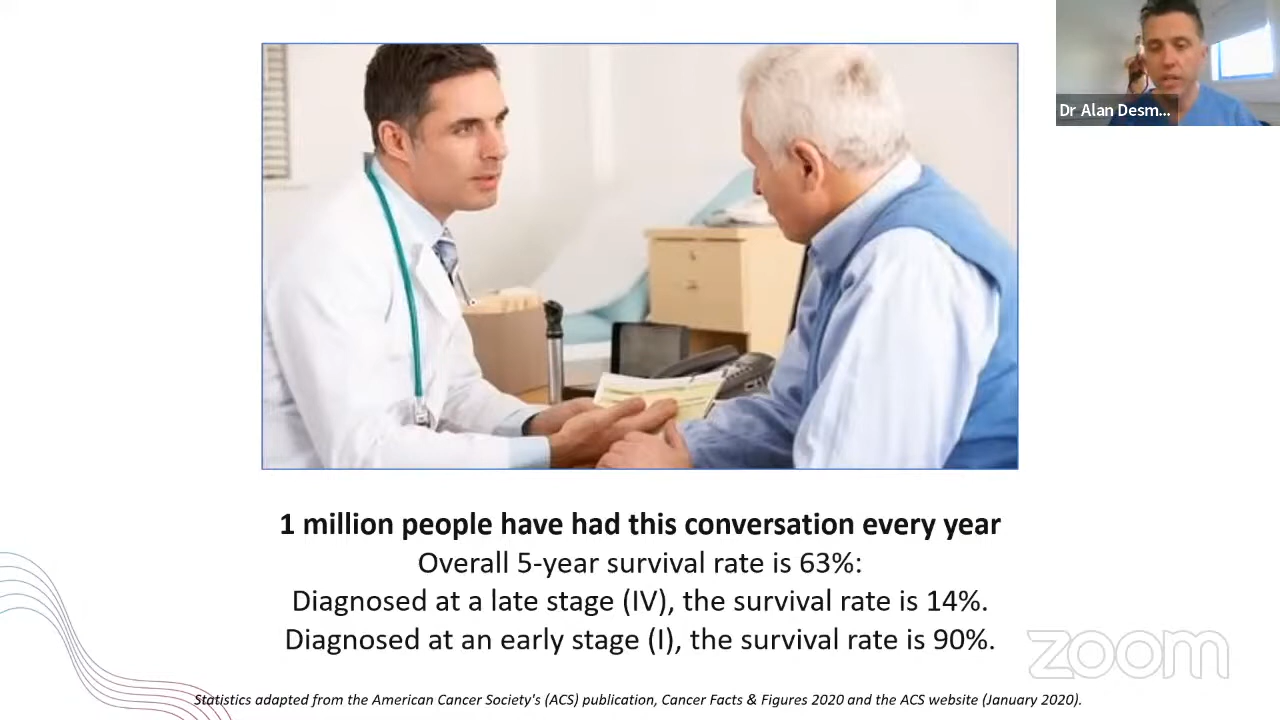 Dr Alan Desm...
1 million people have had this conversation every year
Overall 5-year survival rate is 63%:
Diagnosed at a late stage (IV), the survival rate is 14%.
Diagnosed at an early stage (I), the survival rate is 90%.
zoom
Statistics adapted from the American Cancer Society's (ACS) publication, Cancer Facts & Figures 2020 and the ACS website (January 2020).